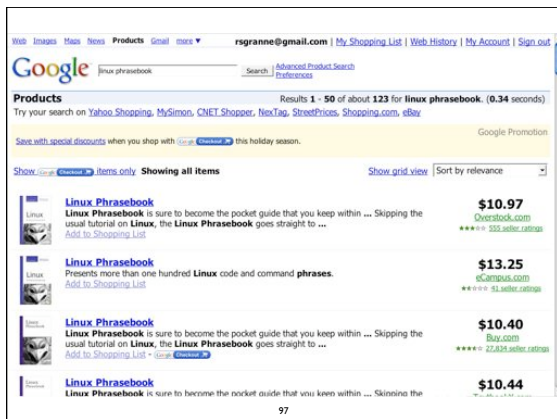 Web Images Maps News Products Gmail more ▼ rsgranne@gmail.com | My Shopping List | Web History | My Account | Sign out
Google linux phrasebook Search Advanced Product Search
Preferences
Products Results 1 - 50 of about 123 for linux phrasebook. (0.34 seconds)
Try your search on Yahoo Shopping, MySimon, CNET Shopper, NexTag, StreetPrices, Shopping.com, eBay
Google Promotion
Save with special discounts when you shop with Google Checkout this holiday season.
Show Google Checkout items only Showing all items Show grid view Sort by relevance
Linux Phrasebook $10.97
Linux Phrasebook is sure to become the pocket guide that you keep within ... Skipping the Overstock.com
usual tutorial on Linux, the Linux Phrasebook goes straight to ... 555 seller ratings
Add to Shopping List
Linux
Linux Phrasebook $13.25
Presents more than one hundred Linux code and command phrases. eCampus.com
Add to Shopping List 41 seller ratings
Linux
Linux Phrasebook $10.40
Linux Phrasebook is sure to become the pocket guide that you keep within ... Skipping the Buy.com
usual tutorial on Linux, the Linux Phrasebook goes straight to ... 27,834 seller ratings
Add to Shopping List - Google Checkout
Linux Phrasebook $10.44
Linux Phrasebook is sure to become the pocket guide that you keep within ... Skipping the
97